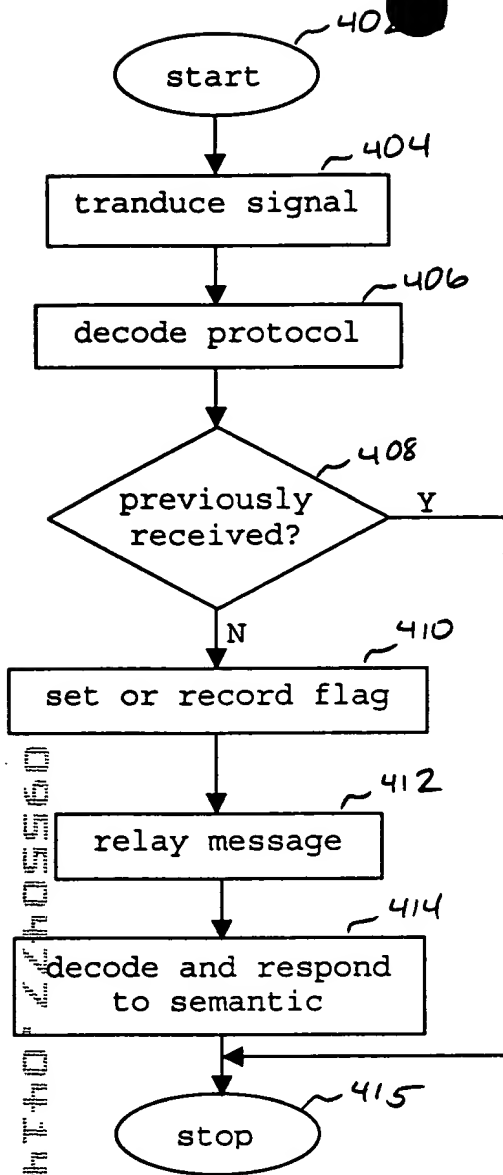 40
start
404
tranduce signal
406
decode protocol
408
previously
received?
Y
N
410
set or record flag
412
relay message
414
decode and respond
to semantic
415
stop